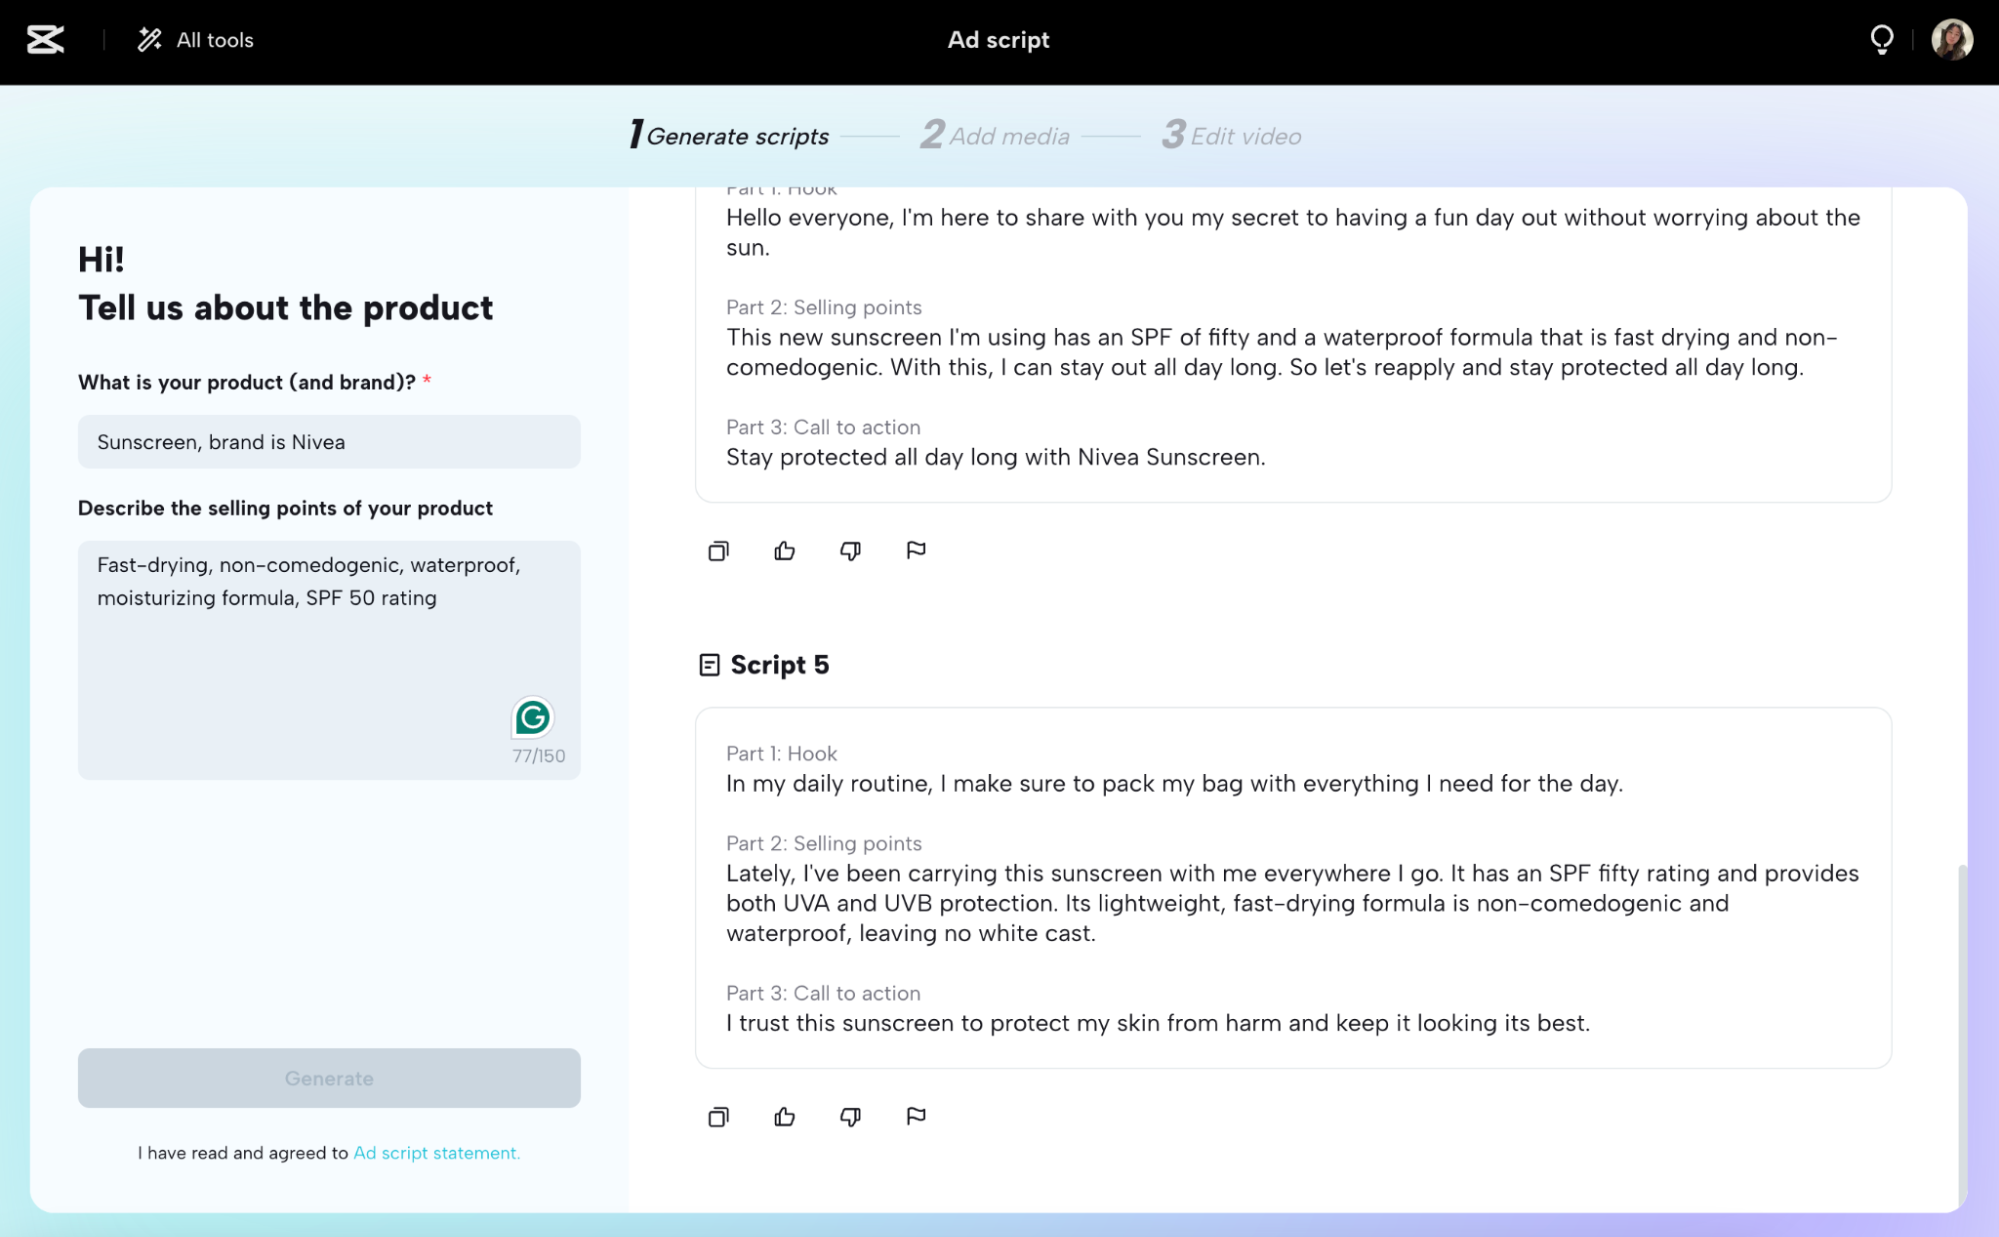 All tools
Ad script
1 Generate scripts
2 Add media
3 Edit video
Hi!
Tell us about the product
What is your product (and brand)? *
Sunscreen, brand is Nivea
Describe the selling points of your product
Fast-drying, non-comedogenic, waterproof,
moisturizing formula, SPF 50 rating
77/150
Generate
I have read and agreed to Ad script statement.
Part 1: Hook
Hello everyone, I'm here to share with you my secret to having a fun day out without worrying about the
sun.
Part 2: Selling points
This new sunscreen I'm using has an SPF of fifty and a waterproof formula that is fast drying and non-
comedogenic. With this, I can stay out all day long. So let's reapply and stay protected all day long.
Part 3: Call to action
Stay protected all day long with Nivea Sunscreen.
Script 5
Part 1: Hook
In my daily routine, I make sure to pack my bag with everything I need for the day.
Part 2: Selling points
Lately, I've been carrying this sunscreen with me everywhere I go. It has an SPF fifty rating and provides
both UVA and UVB protection. Its lightweight, fast-drying formula is non-comedogenic and
waterproof, leaving no white cast.
Part 3: Call to action
I trust this sunscreen to protect my skin from harm and keep it looking its best.